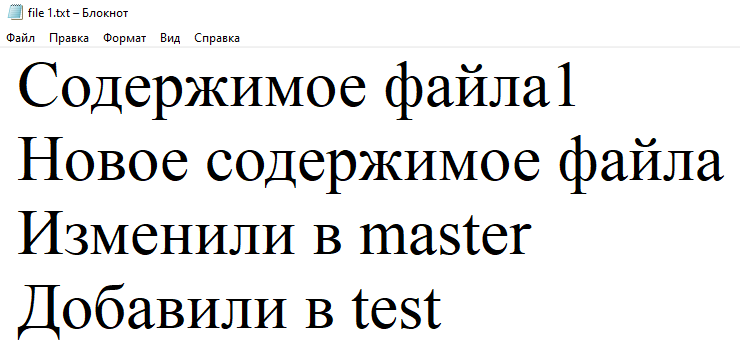 file 1.txt – Блокнот
Файл Правка Формат Вид Справка
Содержимое файла1
Новое содержимое файла
Изменили в master
Добавили в test